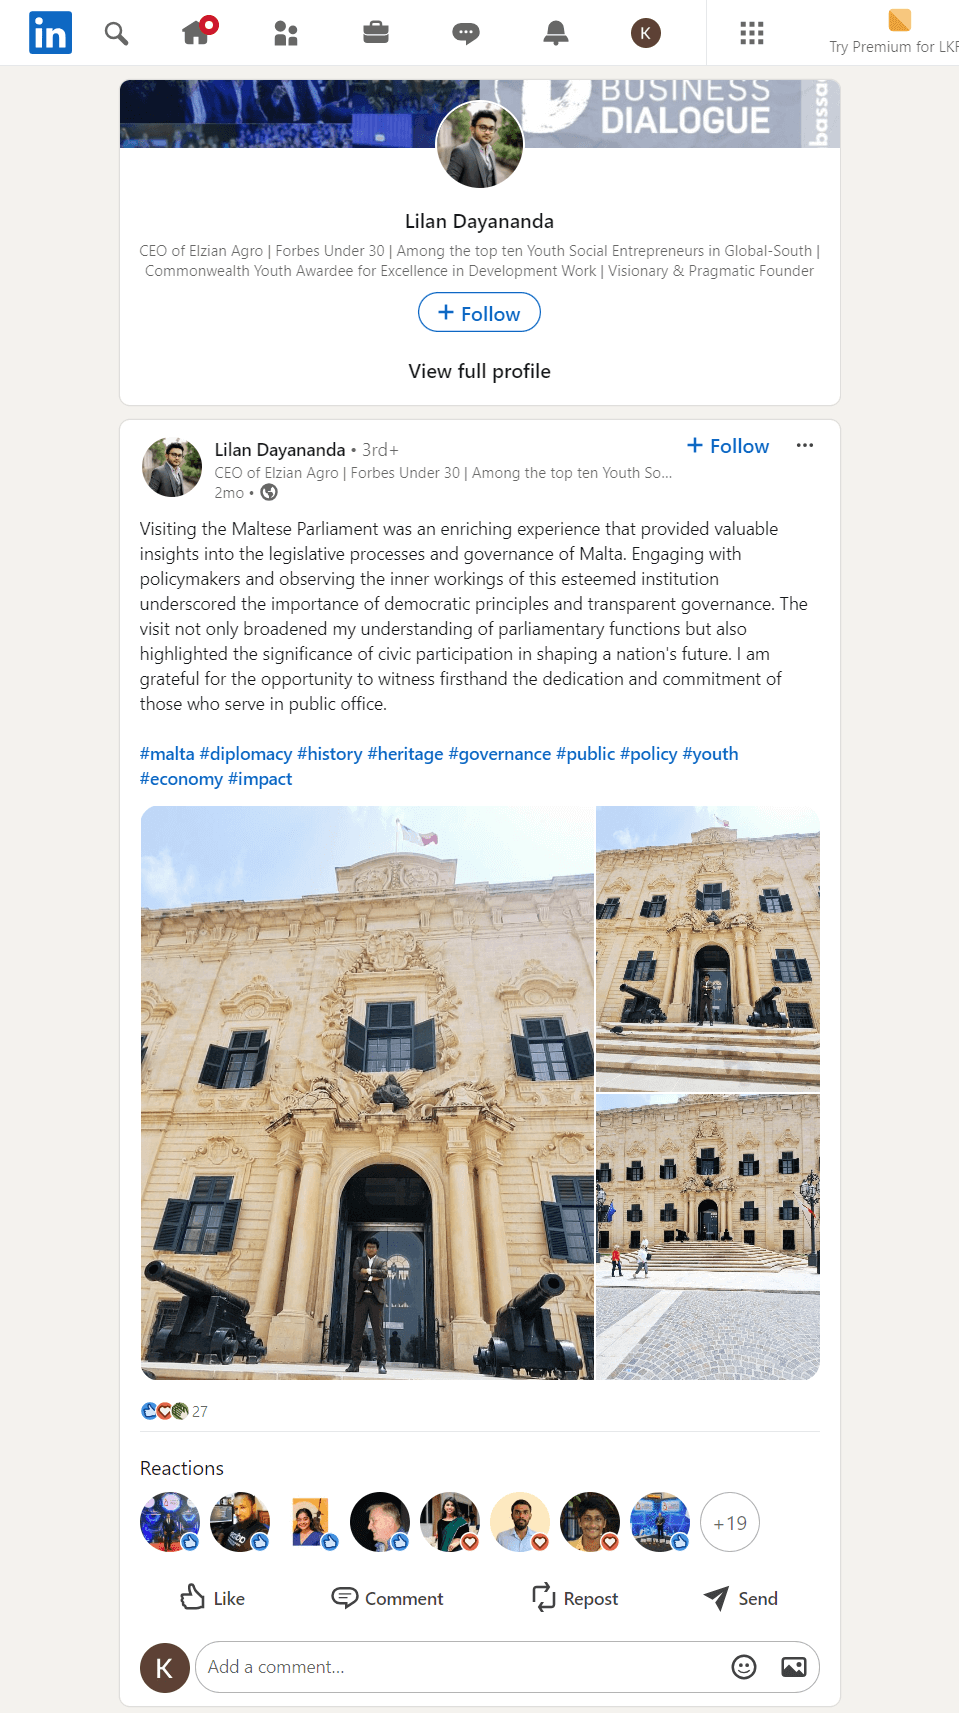 in
K
Try Premium for LKR
BUSINESS
DIALOGUE
bassa
Lilan Dayananda
CEO of Elzian Agro | Forbes Under 30 | Among the top ten Youth Social Entrepreneurs in Global-South |
Commonwealth Youth Awardee for Excellence in Development Work | Visionary & Pragmatic Founder
+ Follow
View full profile
Lilan Dayananda • 3rd+
+ Follow
CEO of Elzian Agro | Forbes Under 30 | Among the top ten Youth So...
2mo •
Visiting the Maltese Parliament was an enriching experience that provided valuable
insights into the legislative processes and governance of Malta. Engaging with
policymakers and observing the inner workings of this esteemed institution
underscored the importance of democratic principles and transparent governance. The
visit not only broadened my understanding of parliamentary functions but also
highlighted the significance of civic participation in shaping a nation's future. I am
grateful for the opportunity to witness firsthand the dedication and commitment of
those who serve in public office.
#malta #diplomacy #history #heritage #governance #public #policy #youth
#economy #impact
27
Reactions
+19
Like
Comment
Repost
Send
K
Add a comment...